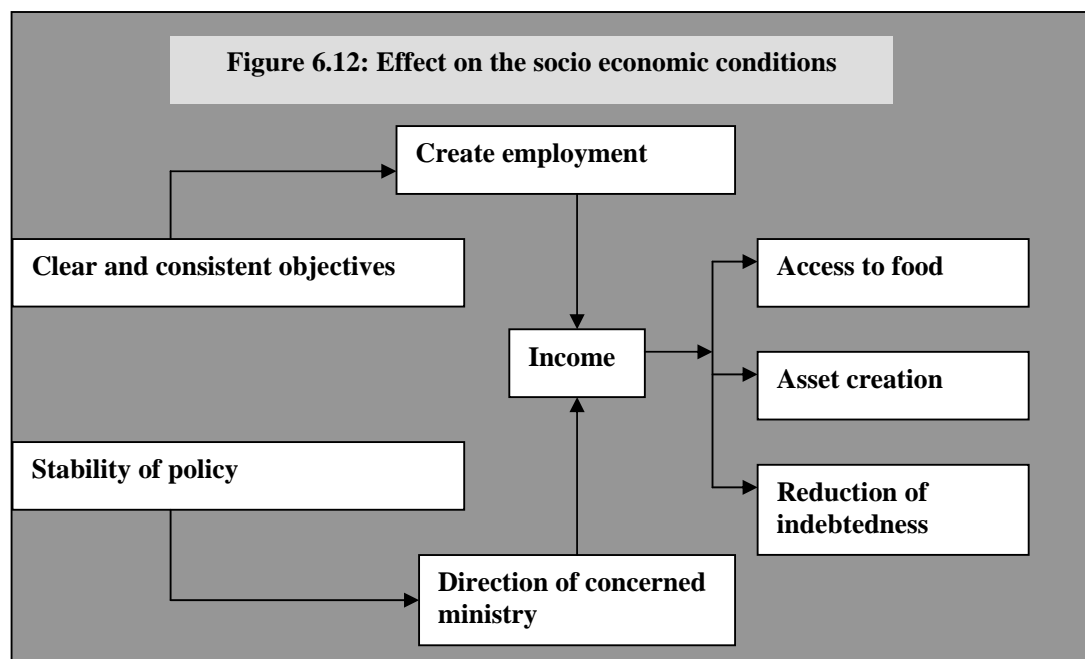 Figure 6.12: Effect on the socio economic conditions
Create employment
Clear and consistent objectives
Access to food
Income
Asset creation
Stability of policy
Reduction of
indebtedness
Direction of concerned
ministry